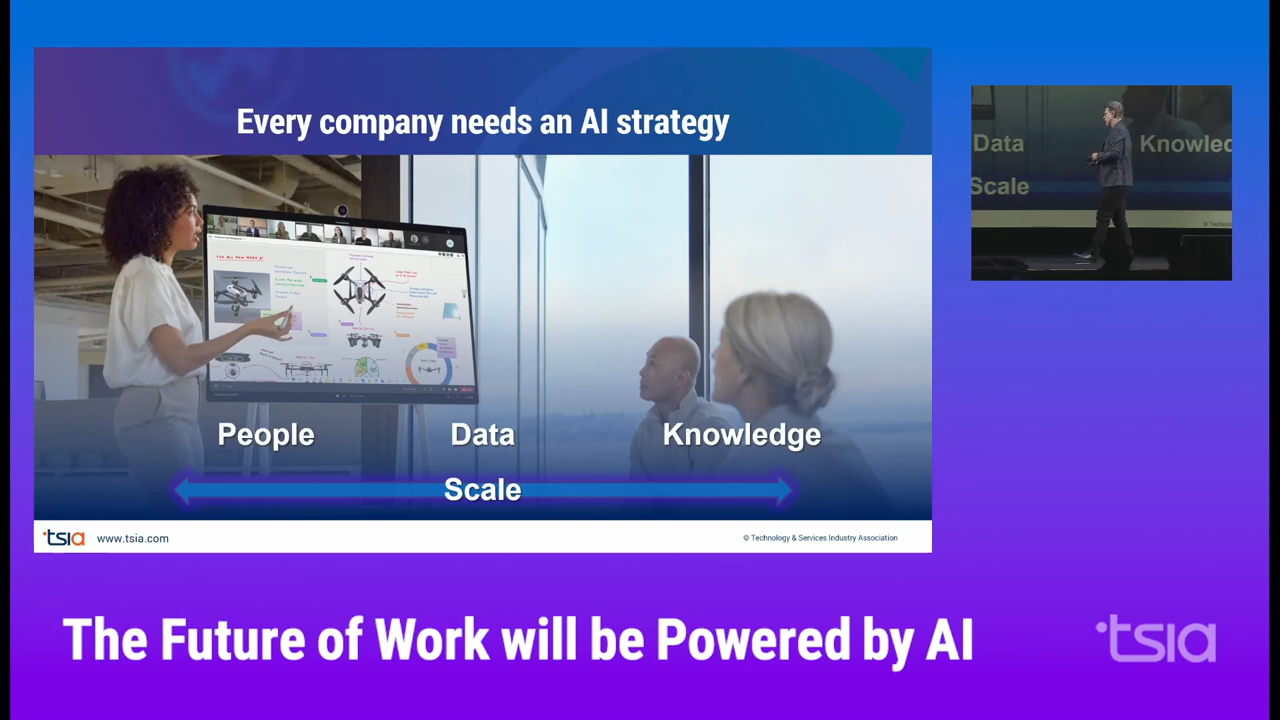 Every company needs an AI strategy
People
Data
Knowledge
Scale
tsia
www.tsia.com
© Technology & Services Industry Association
Data
Knowled
Scale
The Future of Work will be Powered by AI
tsia